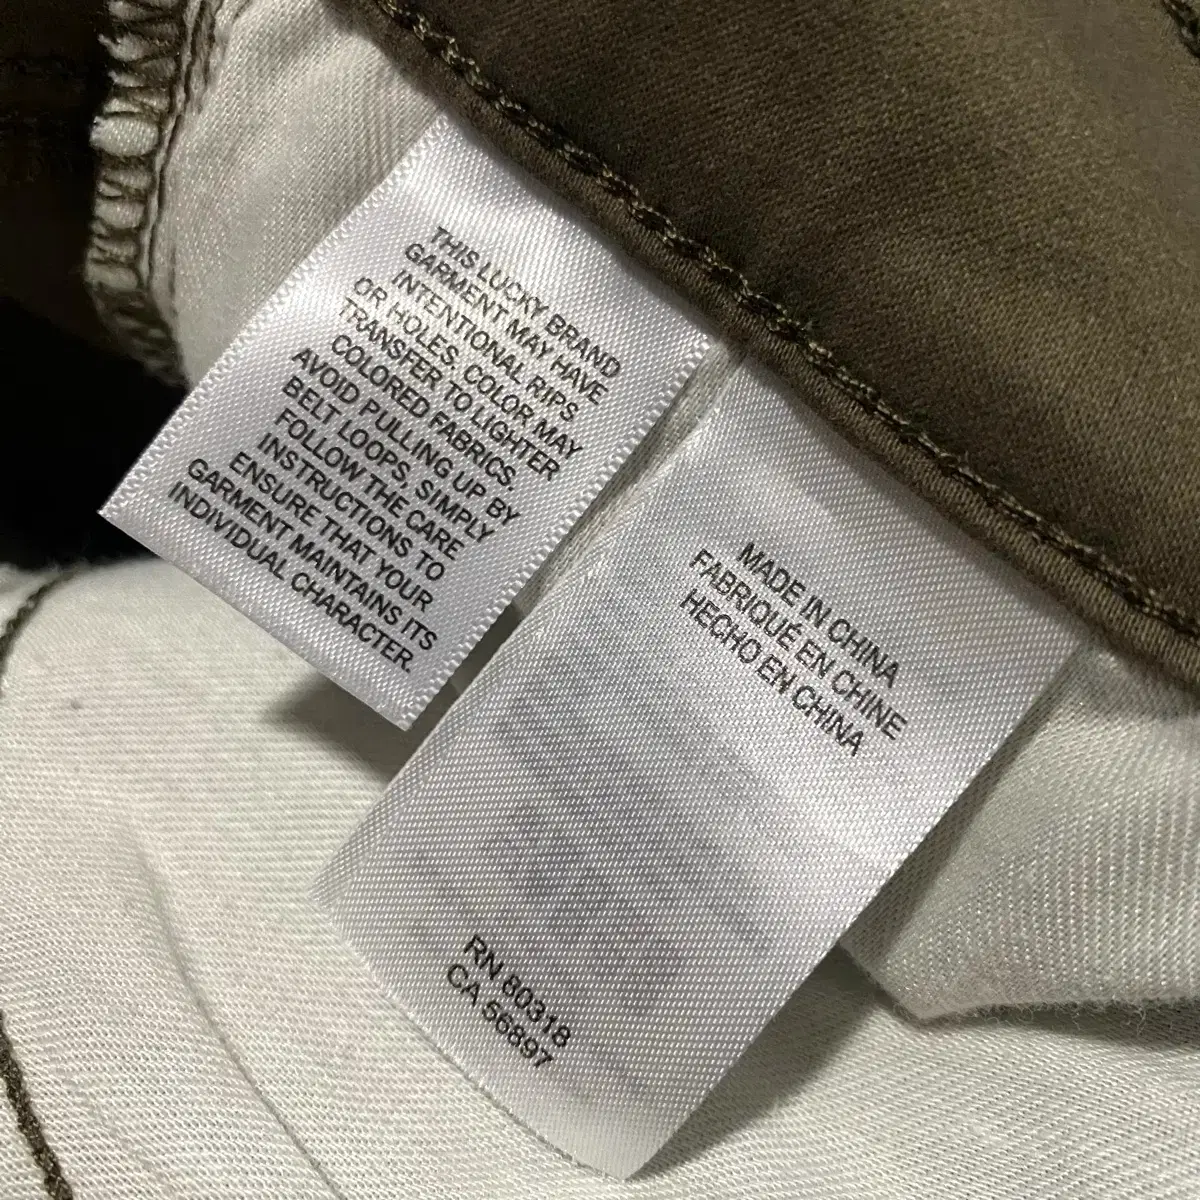 THIS LUCKY BRAND
GARMENT MAY HAVE
INTENTIONAL RIPS
OR HOLES. COLOR MAY
TRANSFER TO LIGHTER
COLORED FABRICS.
AVOID PULLING UP BY
BELT LOOPS, SIMPLY
FOLLOW THE CARE
INSTRUCTIONS TO
ENSURE THAT YOUR
GARMENT MAINTAINS ITS
INDIVIDUAL CHARACTER.
MADE IN CHINA
FABRIQUÉ EN CHINE
HECHO EN CHINA
RN 80318
CA 56897